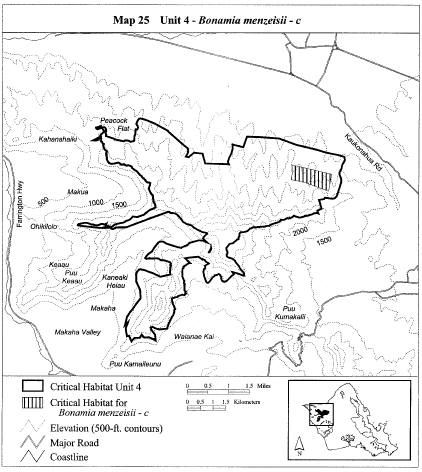 Map 25 Unit 4 - Bonamia menzeisii - c
Peacock
Flat
Kahanahaiki
Kaukonahua Rd
Makua
Farrington Hwy
500
1000
1500
Ohikilolo
2000
1500
Keaau
Puu
Keaau
Kaneaki
Heiau
Makaha
Puu
Kumakalii
Makaha Valley
Waianae Kai
Puu Kamaileunu
Critical Habitat Unit 4
Critical Habitat for
Bonamia menzeisii - c
Elevation (500-ft. contours)
Major Road
Coastline
0 0.5 1 1.5 Miles
0 0.5 1 1.5 Kilometers
N